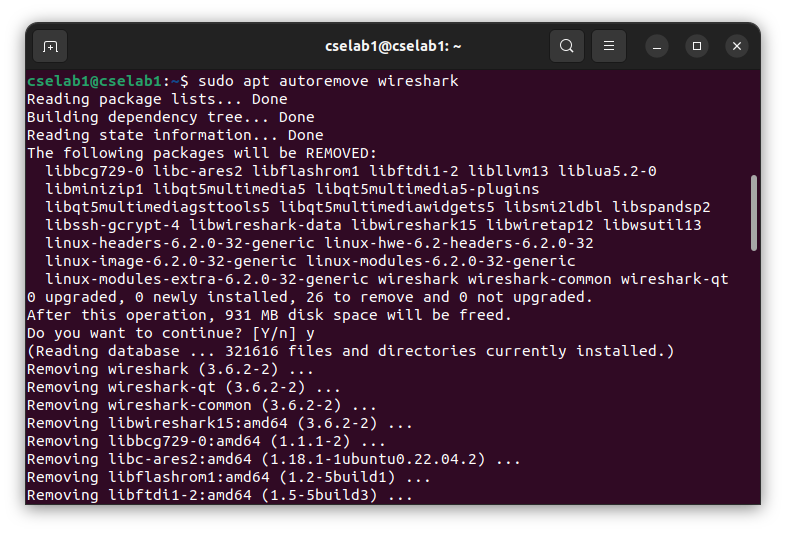 cselab1@cselab1: ~
cselab1@cselab1:~$ sudo apt autoremove wireshark
Reading package lists... Done
Building dependency tree... Done
Reading state information... Done
The following packages will be REMOVED:
  libbcg729-0 libc-ares2 libflashrom1 libftdi1-2 libllvm13 liblua5.2-0
  libminizip1 libqt5multimedia5 libqt5multimedia5-plugins
  libqt5multimediagsttools5 libqt5multimediawidgets5 libsmi2ldbl libspandsp2
  libssh-gcrypt-4 libwireshark-data libwireshark15 libwiretap12 libwsutil13
  linux-headers-6.2.0-32-generic linux-hwe-6.2-headers-6.2.0-32
  linux-image-6.2.0-32-generic linux-modules-6.2.0-32-generic
  linux-modules-extra-6.2.0-32-generic wireshark wireshark-common wireshark-qt
0 upgraded, 0 newly installed, 26 to remove and 0 not upgraded.
After this operation, 931 MB disk space will be freed.
Do you want to continue? [Y/n] y
(Reading database ... 321616 files and directories currently installed.)
Removing wireshark (3.6.2-2) ...
Removing wireshark-qt (3.6.2-2) ...
Removing wireshark-common (3.6.2-2) ...
Removing libwireshark15:amd64 (3.6.2-2) ...
Removing libbcg729-0:amd64 (1.1.1-2) ...
Removing libc-ares2:amd64 (1.18.1-1ubuntu0.22.04.2) ...
Removing libflashrom1:amd64 (1.2-5build1) ...
Removing libftdi1-2:amd64 (1.5-5build3) ...